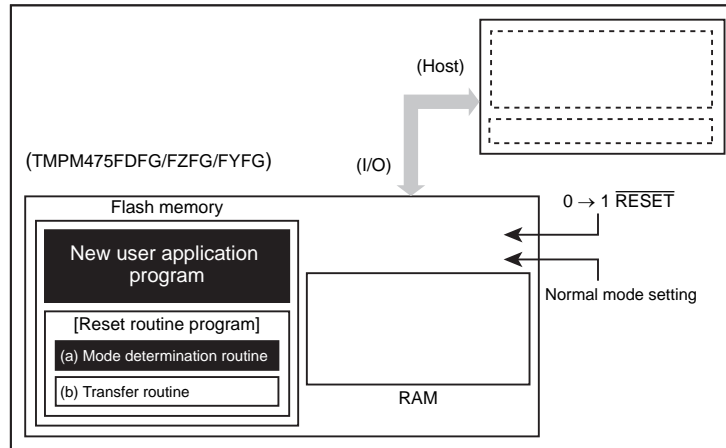 (Host)
(TMPM475FDFG/FZFG/FYFG)
(I/O)
Flash memory
0 → 1 RESET
New user application
program
Normal mode setting
[Reset routine program]
(a) Mode determination routine
(b) Transfer routine
RAM